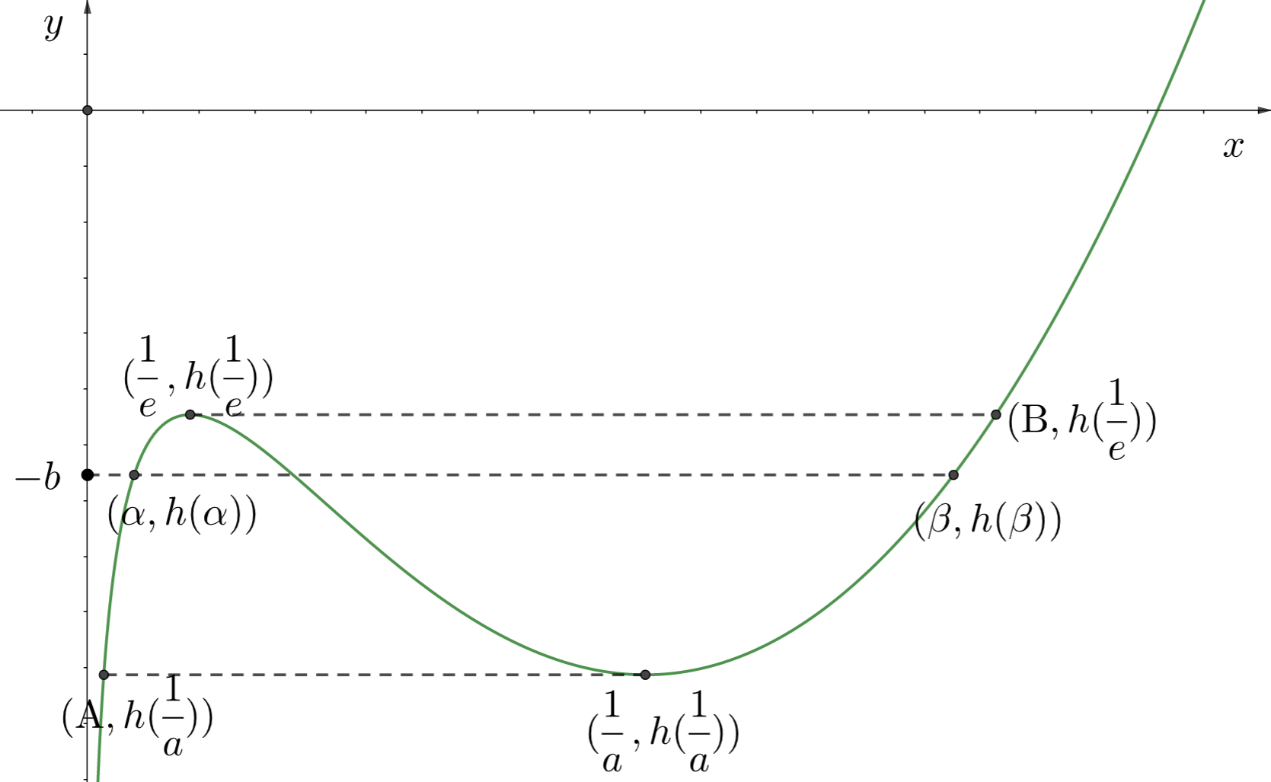 y
x
(1/e, h(1/e))
(B, h(1/e))
−b
(α, h(α))
(β, h(β))
(A, h(1/a))
(1/a, h(1/a))